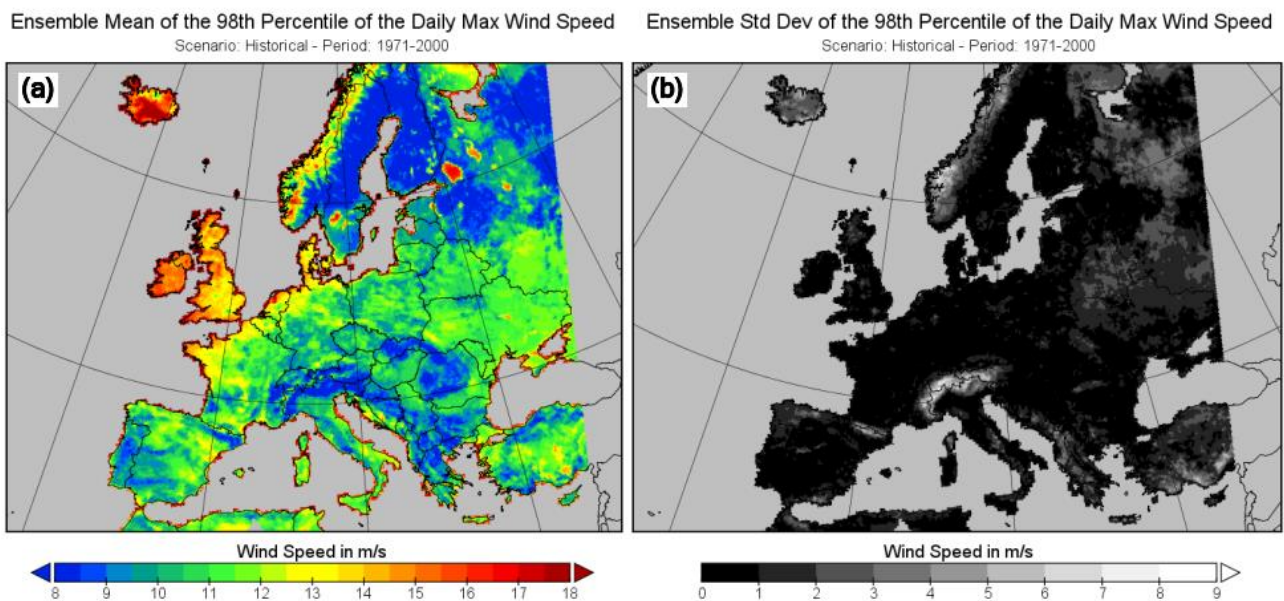 Ensemble Mean of the 98th Percentile of the Daily Max Wind Speed
Scenario: Historical - Period: 1971-2000
(a)
Wind Speed in m/s
8 9 10 11 12 13 14 15 16 17 18
Ensemble Std Dev of the 98th Percentile of the Daily Max Wind Speed
Scenario: Historical - Period: 1971-2000
(b)
Wind Speed in m/s
0 1 2 3 4 5 6 7 8 9